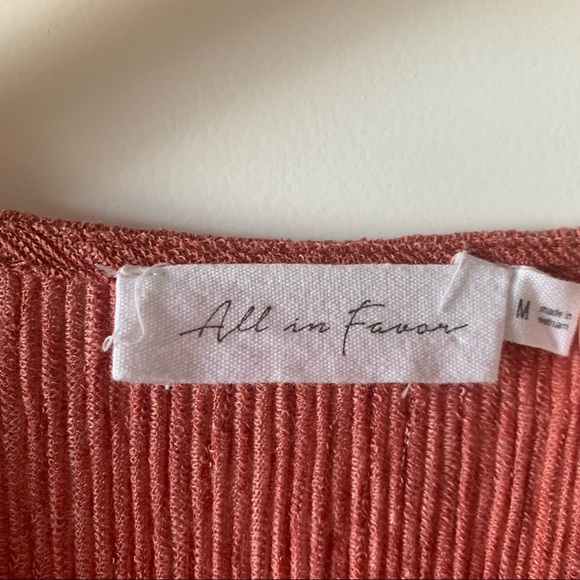 All in Favor
M
made in
vietnam